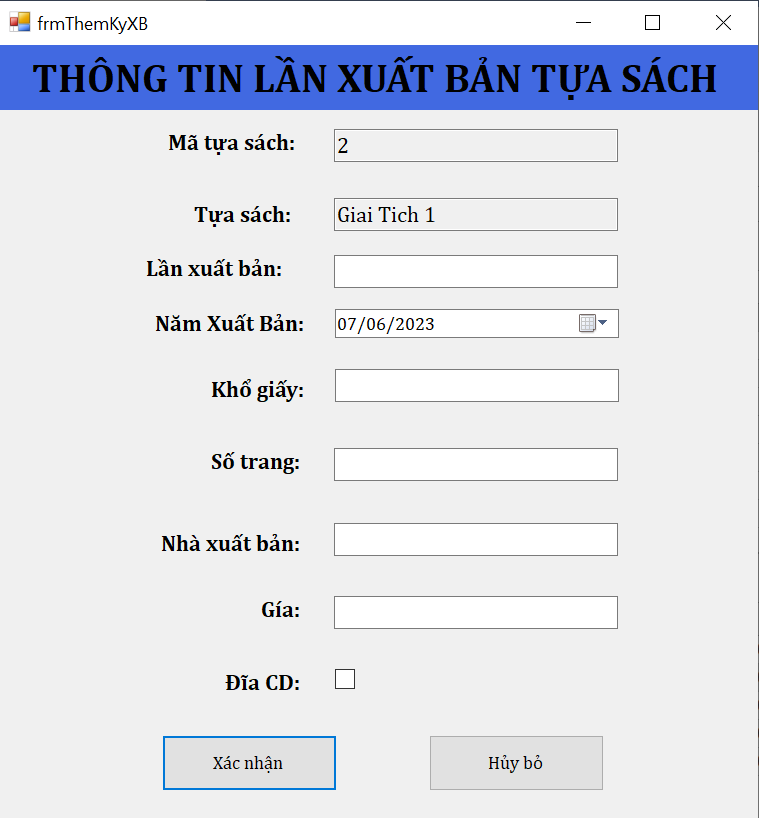 frmThemKyXB
THÔNG TIN LẦN XUẤT BẢN TỰA SÁCH
Mã tựa sách: 2
Tựa sách: Giai Tich 1
Lần xuất bản:
Năm Xuất Bản: 07/06/2023
Khổ giấy:
Số trang:
Nhà xuất bản:
Gía:
Đĩa CD:
Xác nhận Hủy bỏ